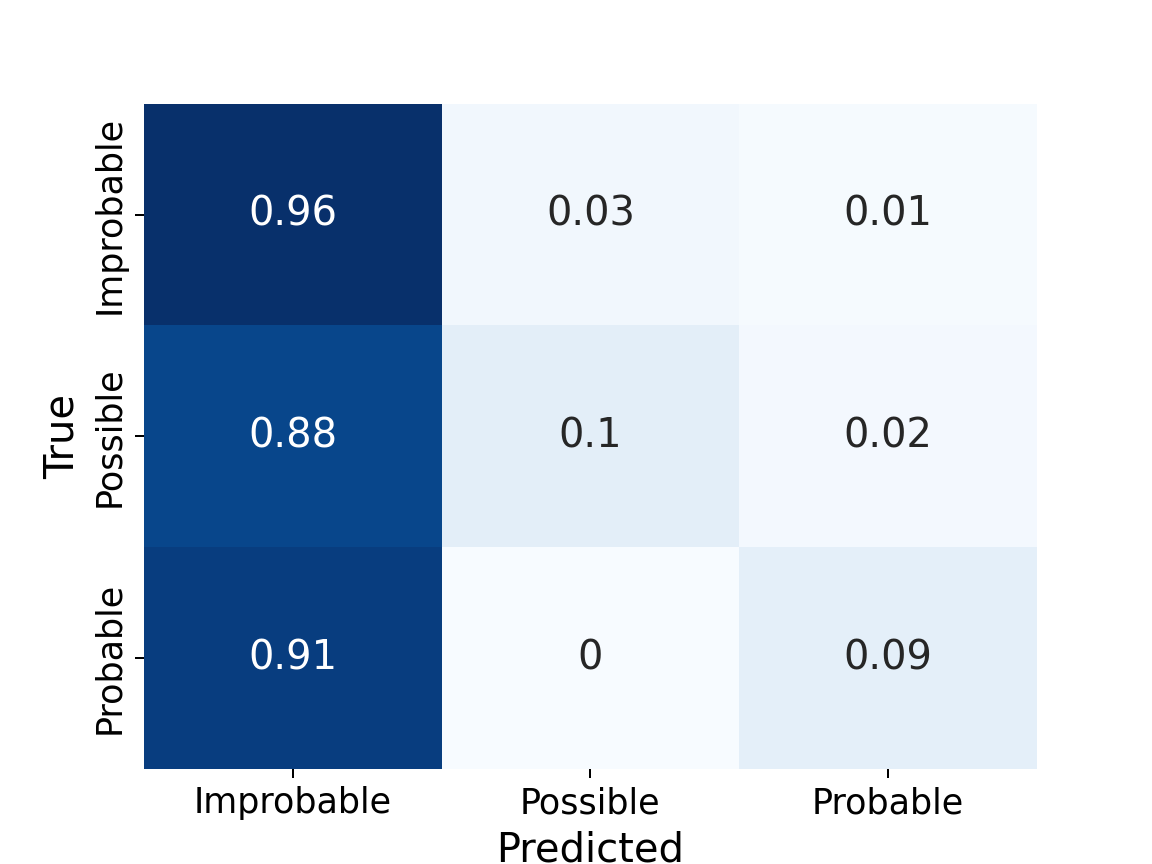 True
Improbable 0.96 0.03 0.01
Possible 0.88 0.1 0.02
Probable 0.91 0 0.09
Improbable Possible Probable
Predicted